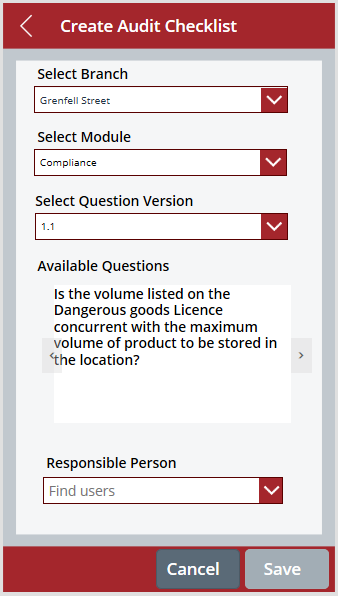 Create Audit Checklist
Select Branch
Grenfell Street
Select Module
Compliance
Select Question Version
1.1
Available Questions
Is the volume listed on the
Dangerous goods Licence
concurrent with the maximum
volume of product to be stored in
the location?
Responsible Person
Find users
Cancel
Save